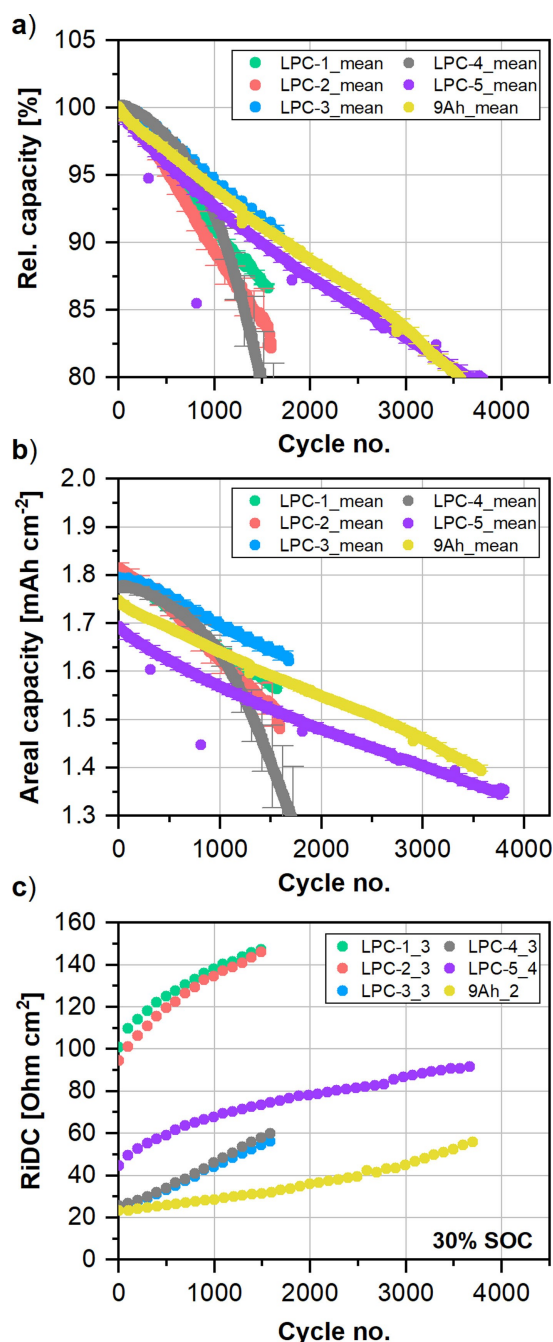 a)
105
100
95
90
85
80
Rel. capacity [%]
LPC-1_mean LPC-4_mean
LPC-2_mean LPC-5_mean
LPC-3_mean 9Ah_mean
0 1000 2000 3000 4000
Cycle no.
b)
2.0
1.9
1.8
1.7
1.6
1.5
1.4
1.3
Areal capacity [mAh cm⁻²]
LPC-1_mean LPC-4_mean
LPC-2_mean LPC-5_mean
LPC-3_mean 9Ah_mean
0 1000 2000 3000 4000
Cycle no.
c)
160
140
120
100
80
60
40
20
0
RiDC [Ohm cm²]
LPC-1_3 LPC-4_3
LPC-2_3 LPC-5_4
LPC-3_3 9Ah_2
30% SOC
0 1000 2000 3000 4000
Cycle no.